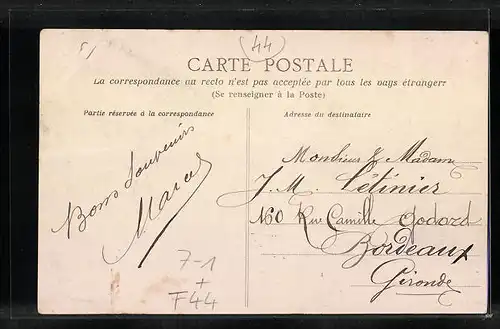 5/
44
CARTE POSTALE
La correspondance au recto n'est pas acceptée par tous les pays étrangers
(Se renseigner à la Poste)
Partie réservée à la correspondance
Adresse du destinataire
Bons Souvenirs
Marcel
Monsieur & Madame
J. M. Létinier
160 Rue Camille Godard
Bordeaux
Gironde
7-1
+
F44